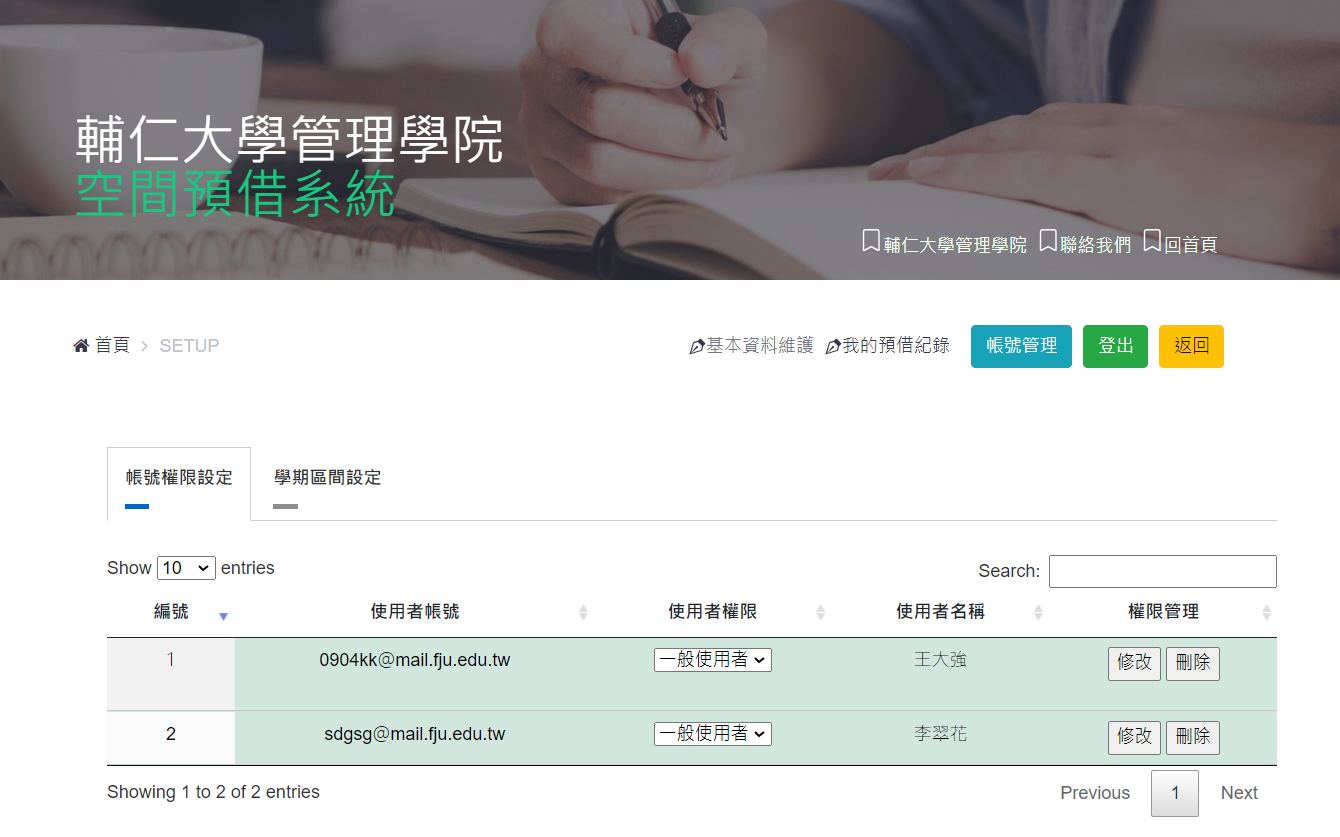 輔仁大學管理學院
空間預借系統
輔仁大學管理學院 聯絡我們 回首頁
首頁 > SETUP 基本資料維護 我的預借紀錄 帳號管理 登出 返回
帳號權限設定 學期區間設定
Show 10 entries Search:
編號 使用者帳號 使用者權限 使用者名稱 權限管理
1 0904kk@mail.fju.edu.tw 一般使用者 王大強 修改 刪除
2 sdgsg@mail.fju.edu.tw 一般使用者 李翠花 修改 刪除
Showing 1 to 2 of 2 entries Previous 1 Next